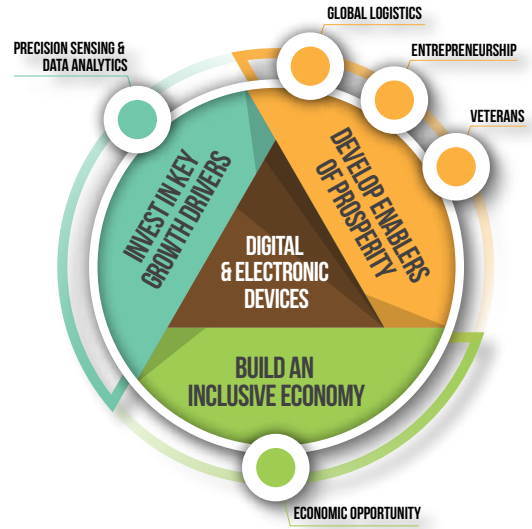 GLOBAL LOGISTICS
PRECISION SENSING &
DATA ANALYTICS
ENTREPRENEURSHIP
VETERANS
INVEST IN KEY
GROWTH DRIVERS
DEVELOP ENABLERS
OF PROSPERITY
DIGITAL
& ELECTRONIC
DEVICES
BUILD AN
INCLUSIVE ECONOMY
ECONOMIC OPPORTUNITY